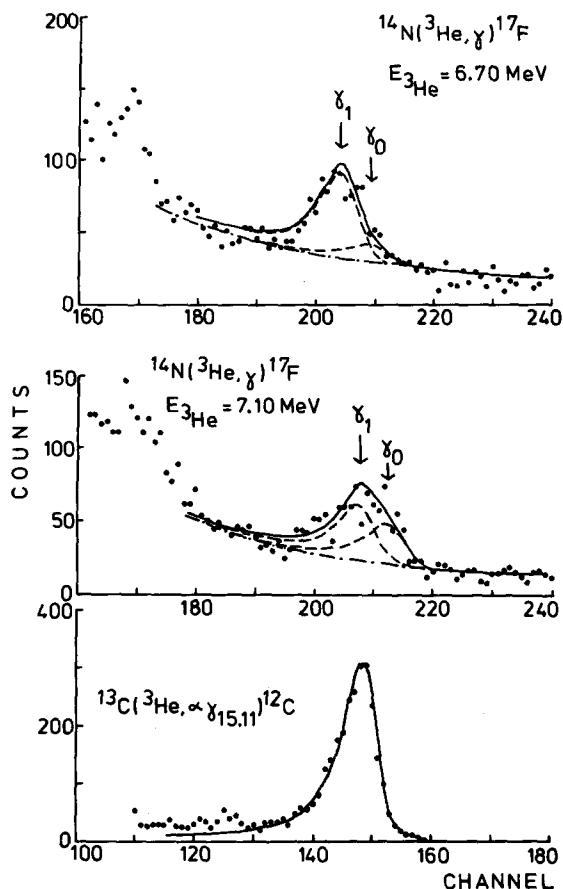 200
¹⁴N(³He,γ)¹⁷F
E₃He = 6.70 MeV
γ₁
γ₀
100
0
160 180 200 220 240
¹⁴N(³He,γ)¹⁷F
E₃He = 7.10 MeV
150
γ₁
γ₀
100
50
0
180 200 220 240
COUNTS
400
¹³C(³He,αγ₁₅.₁₁)¹²C
200
0
100 120 140 160 180
CHANNEL